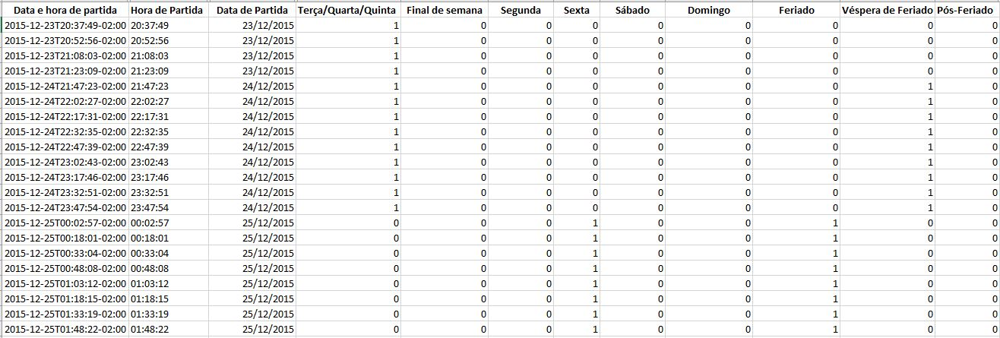 Data e hora de partida Hora de Partida Data de Partida Terça/Quarta/Quinta Final de semana Segunda Sexta Sábado Domingo Feriado Véspera de Feriado Pós-Feriado
2015-12-23T20:37:49-02:00 20:37:49 23/12/2015 1 0 0 0 0 0 0 0 0
2015-12-23T20:52:56-02:00 20:52:56 23/12/2015 1 0 0 0 0 0 0 0 0
2015-12-23T21:08:03-02:00 21:08:03 23/12/2015 1 0 0 0 0 0 0 0 0
2015-12-23T21:23:09-02:00 21:23:09 23/12/2015 1 0 0 0 0 0 0 0 0
2015-12-24T21:47:23-02:00 21:47:23 24/12/2015 1 0 0 0 0 0 0 1 0
2015-12-24T22:02:27-02:00 22:02:27 24/12/2015 1 0 0 0 0 0 0 1 0
2015-12-24T22:17:31-02:00 22:17:31 24/12/2015 1 0 0 0 0 0 0 1 0
2015-12-24T22:32:35-02:00 22:32:35 24/12/2015 1 0 0 0 0 0 0 1 0
2015-12-24T22:47:39-02:00 22:47:39 24/12/2015 1 0 0 0 0 0 0 1 0
2015-12-24T23:02:43-02:00 23:02:43 24/12/2015 1 0 0 0 0 0 0 1 0
2015-12-24T23:17:46-02:00 23:17:46 24/12/2015 1 0 0 0 0 0 0 1 0
2015-12-24T23:32:51-02:00 23:32:51 24/12/2015 1 0 0 0 0 0 0 1 0
2015-12-24T23:47:54-02:00 23:47:54 24/12/2015 1 0 0 0 0 0 0 1 0
2015-12-25T00:02:57-02:00 00:02:57 25/12/2015 0 0 0 1 0 0 1 0 0
2015-12-25T00:18:01-02:00 00:18:01 25/12/2015 0 0 0 1 0 0 1 0 0
2015-12-25T00:33:04-02:00 00:33:04 25/12/2015 0 0 0 1 0 0 1 0 0
2015-12-25T00:48:08-02:00 00:48:08 25/12/2015 0 0 0 1 0 0 1 0 0
2015-12-25T01:03:12-02:00 01:03:12 25/12/2015 0 0 0 1 0 0 1 0 0
2015-12-25T01:18:15-02:00 01:18:15 25/12/2015 0 0 0 1 0 0 1 0 0
2015-12-25T01:33:19-02:00 01:33:19 25/12/2015 0 0 0 1 0 0 1 0 0
2015-12-25T01:48:22-02:00 01:48:22 25/12/2015 0 0 0 1 0 0 1 0 0